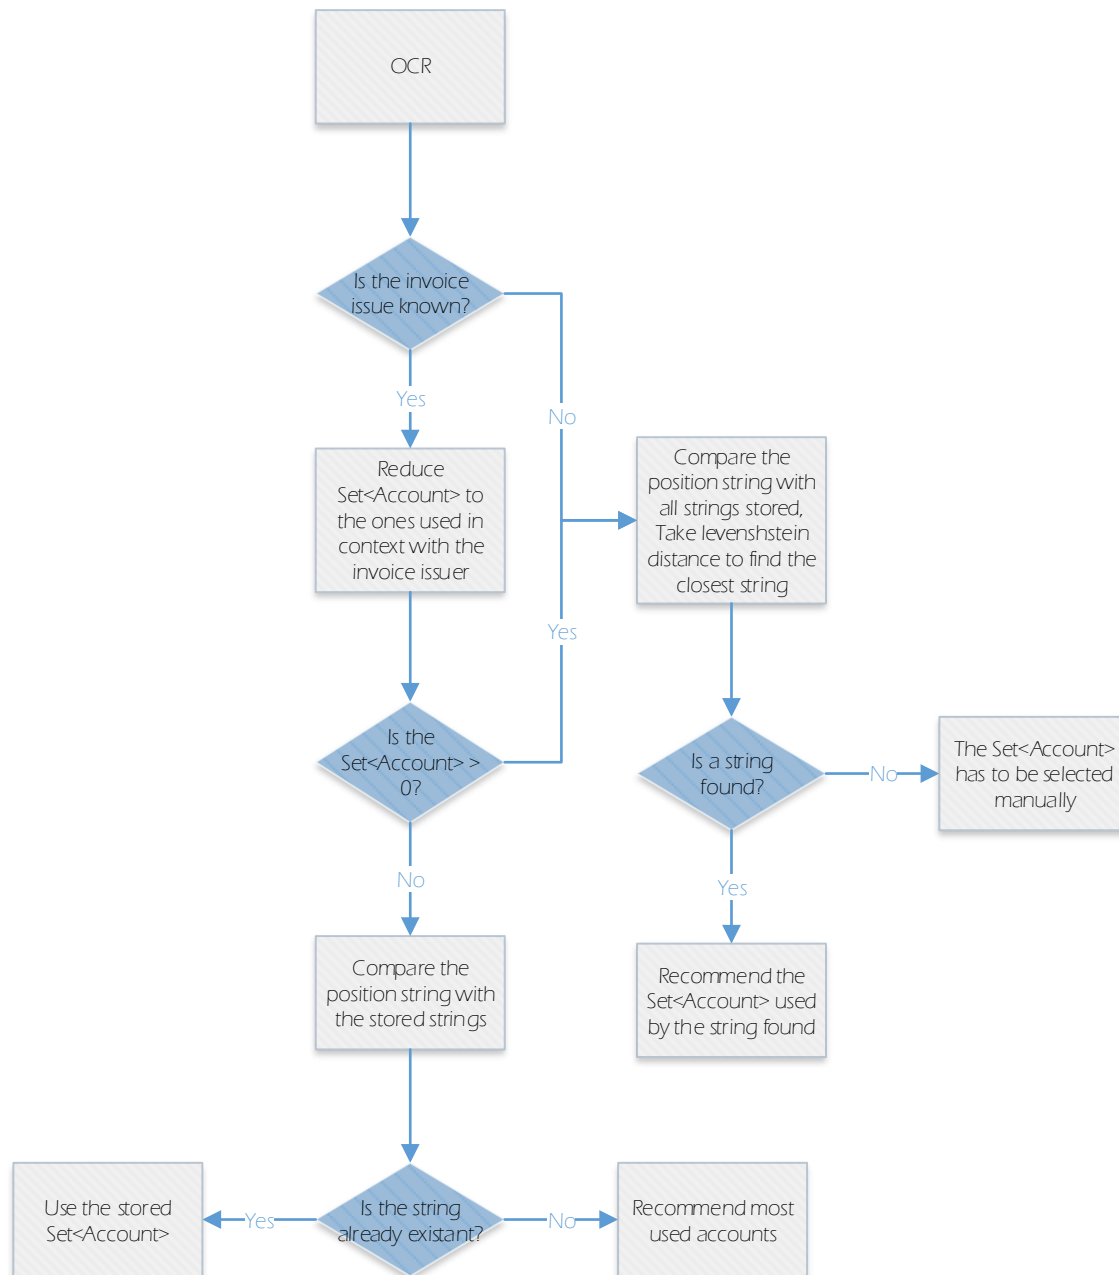 OCR
Is the invoice
issue known?
Yes
No
Reduce
Set<Account> to
the ones used in
context with the
invoice issuer
Compare the
position string with
all strings stored,
Take levenshstein
distance to find the
closest string
Yes
Is the
Set<Account> >
0?
Is a string
found?
No
The Set<Account>
has to be selected
manually
No
Yes
Compare the
position string with
the stored strings
Recommend the
Set<Account> used
by the string found
Use the stored
Set<Account>
Yes
Is the string
already existant?
No
Recommend most
used accounts